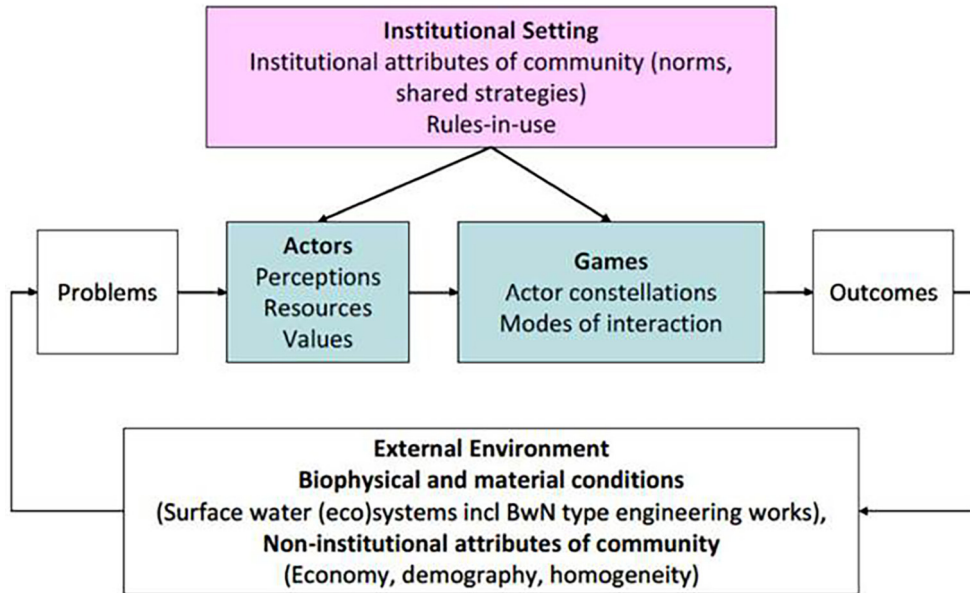 Institutional Setting
Institutional attributes of community (norms,
shared strategies)
Rules-in-use
Problems
Actors
Perceptions
Resources
Values
Games
Actor constellations
Modes of interaction
Outcomes
External Environment
Biophysical and material conditions
(Surface water (eco)systems incl BwN type engineering works),
Non-institutional attributes of community
(Economy, demography, homogeneity)